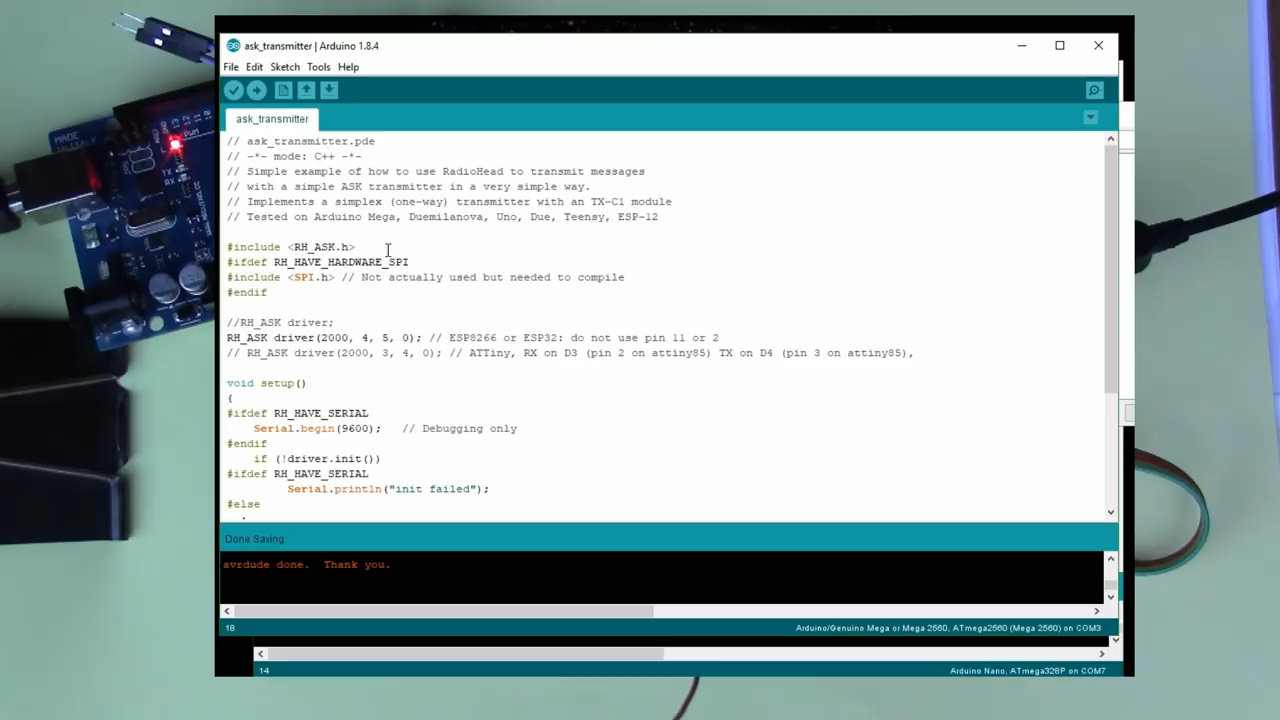 ask_transmitter | Arduino 1.8.4
File Edit Sketch Tools Help
ask_transmitter
// ask_transmitter.pde
// -*- mode: C++ -*-
// Simple example of how to use RadioHead to transmit messages
// with a simple ASK transmitter in a very simple way.
// Implements a simplex (one-way) transmitter with an TX-C1 module
// Tested on Arduino Mega, Duemilanova, Uno, Due, Teensy, ESP-12
#include <RH_ASK.h>
#ifdef RH_HAVE_HARDWARE_SPI
#include <SPI.h> // Not actually used but needed to compile
#endif
//RH_ASK driver;
RH_ASK driver(2000, 4, 5, 0); // ESP8266 or ESP32: do not use pin 11 or 2
// RH_ASK driver(2000, 3, 4, 0); // ATTiny, RX on D3 (pin 2 on attiny85) TX on D4 (pin 3 on attiny85),
void setup()
{
#ifdef RH_HAVE_SERIAL
Serial.begin(9600); // Debugging only
#endif
if (!driver.init())
#ifdef RH_HAVE_SERIAL
Serial.println("init failed");
#else
Done Saving.
avrdude done. Thank you.
18
Arduino/Genuino Mega or Mega 2560, ATmega2560 (Mega 2560) on COM3
14
Arduino Nano, ATmega328P on COM7
MADE
TX
RX
PWM
13
12